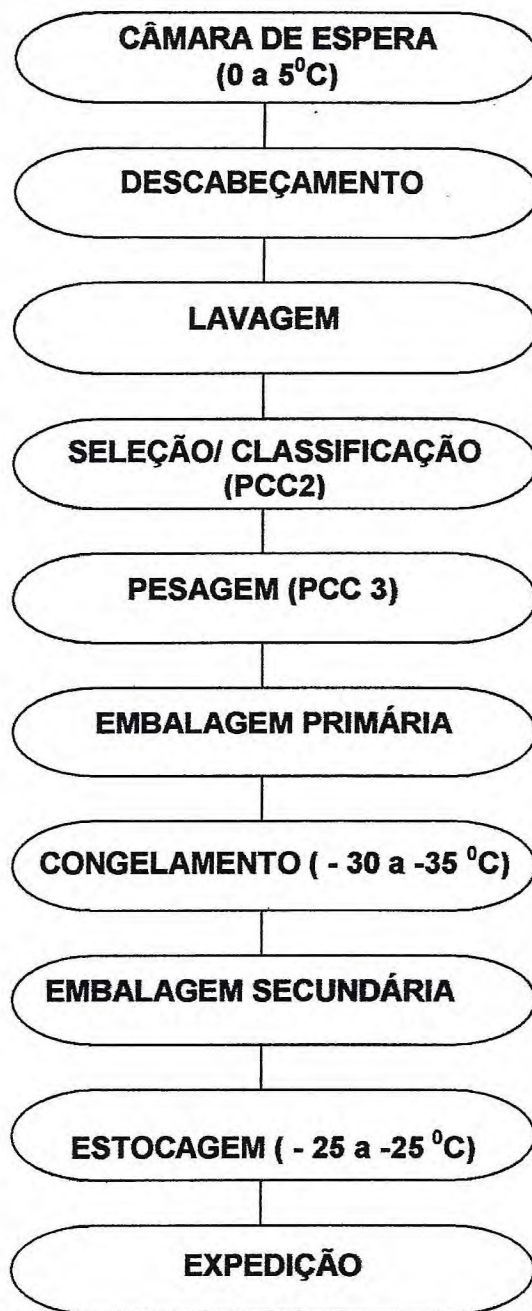 CÂMARA DE ESPERA
(0 a 5⁰C)
DESCABEÇAMENTO
LAVAGEM
SELEÇÃO/ CLASSIFICAÇÃO
(PCC2)
PESAGEM (PCC 3)
EMBALAGEM PRIMÁRIA
CONGELAMENTO ( - 30 a -35 ⁰C)
EMBALAGEM SECUNDÁRIA
ESTOCAGEM ( - 25 a -25 ⁰C)
EXPEDIÇÃO